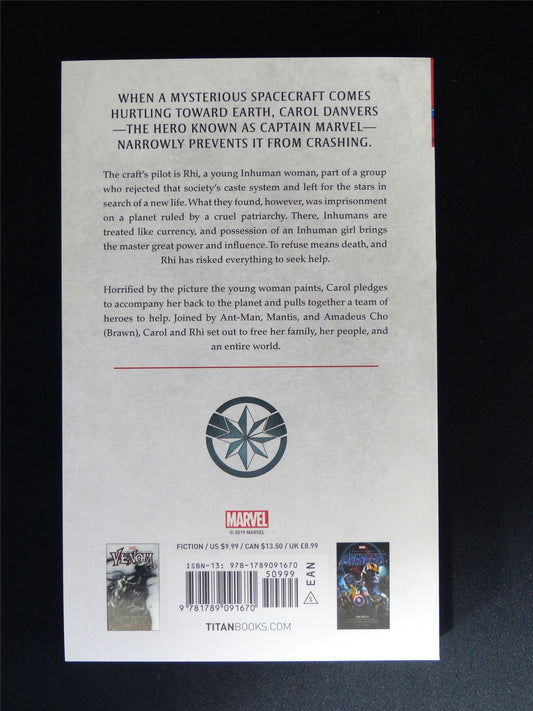 WHEN A MYSTERIOUS SPACECRAFT COMES
HURTLING TOWARD EARTH, CAROL DANVERS
—THE HERO KNOWN AS CAPTAIN MARVEL—
NARROWLY PREVENTS IT FROM CRASHING.
The craft's pilot is Rhi, a young Inhuman woman, part of a
group who rejected that society's caste system and left for the stars in
search of a new life. What they found, however, was imprisonment
on a planet ruled by a cruel patriarchy. There, Inhumans are
treated like currency, and possession of an Inhuman girl brings
the master great power and influence. To refuse means death, and
Rhi has risked everything to seek help.
Horrified by the picture the young woman paints, Carol pledges
to accompany her back to the planet and pulls together a team of
heroes to help. Joined by Ant-Man, Mantis, and Amadeus Cho
(Brawn), Carol and Rhi set out to free her family, her people, and
an entire world.
MARVEL
© 2019 MARVEL
FICTION / US $9.99 / CAN $13.50 / UK £8.99
ISBN-13: 978-1789091670
50999
EAN
9 781789 091670
TITANBOOKS.COM
VENOM
AVENGERS